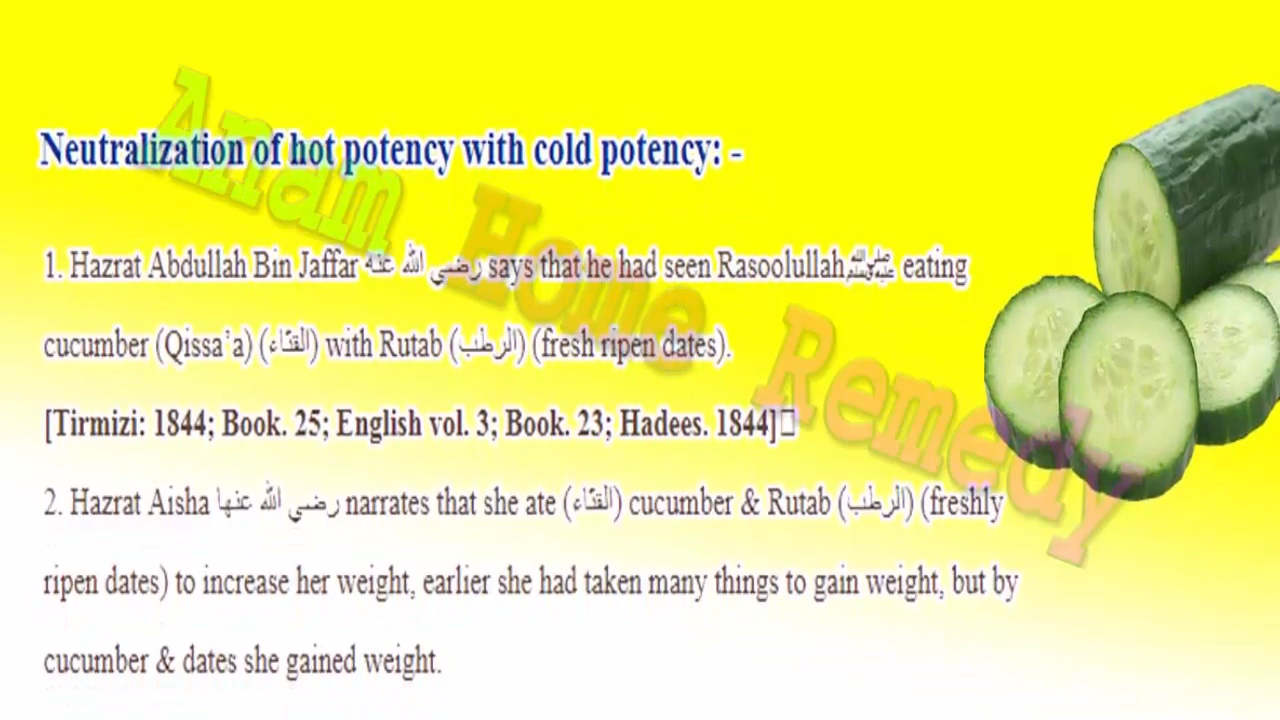 Neutralization of hot potency with cold potency: -
1. Hazrat Abdullah Bin Jaffar رضي الله عنه says that he had seen Rasoolullahﷺ eating
cucumber (Qissa'a) (القثاء) with Rutab (الرطب) (fresh ripen dates).
[Tirmizi: 1844; Book. 25; English vol. 3; Book. 23; Hadees. 1844]
2. Hazrat Aisha رضي الله عنها narrates that she ate (القثاء) cucumber & Rutab (الرطب) (freshly
ripen dates) to increase her weight, earlier she had taken many things to gain weight, but by
cucumber & dates she gained weight.
Anam Home Remedy